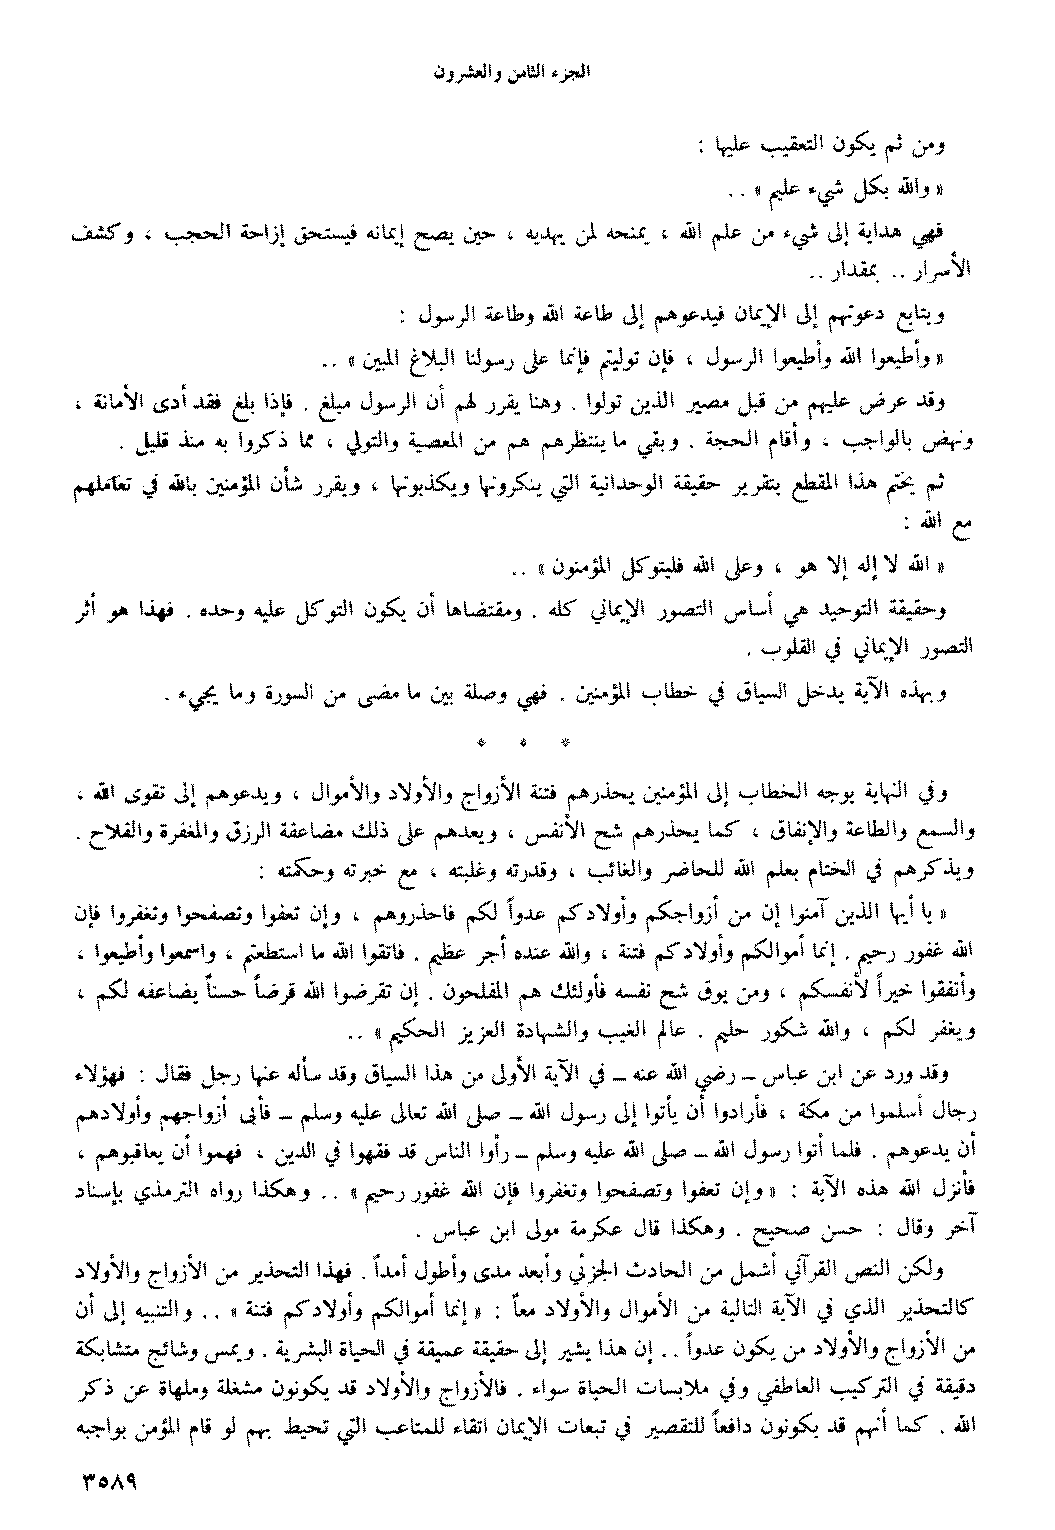 الجزء الثامن والعشرون
ومن ثم يكون التعقيب عليها :
« والله بكل شيء عليم » ..
فهي هداية إلى شيء من علم الله ، يمنحه لمن يهديه ، حين يصح إيمانه فيستحق إزاحة الحجب ، وكشف
الأسرار .. بمقدار ..
ويتابع دعوتهم إلى الإيمان فيدعوهم إلى طاعة الله وطاعة الرسول :
« وأطيعوا الله وأطيعوا الرسول ، فإن توليتم فإنما على رسولنا البلاغ المبين » ..
وقد عرض عليهم من قبل مصير الذين تولوا . وهنا يقرر لهم أن الرسول مبلغ . فإذا بلغ فقد أدى الأمانة ،
ونهض بالواجب ، وأقام الحجة . وبقي ما ينتظرهم هم من المعصية والتولي ، مما ذكروا به منذ قليل .
ثم يختم هذا المقطع بتقرير حقيقة الوحدانية التي ينكرونها ويكذبونها ، ويقرر شأن المؤمنين بالله في تعاملهم
مع الله :
« الله لا إله إلا هو ، وعلى الله فليتوكل المؤمنون » ..
وحقيقة التوحيد هي أساس التصور الإيماني كله . ومقتضاها أن يكون التوكل عليه وحده . فهذا هو أثر
التصور الإيماني في القلوب .
وبهذه الآية يدخل السياق في خطاب المؤمنين . فهي وصلة بين ما مضى من السورة وما يجيء .
* * *
وفي النهاية يوجه الخطاب إلى المؤمنين يحذرهم فتنة الأزواج والأولاد والأموال ، ويدعوهم إلى تقوى الله ،
والسمع والطاعة والإنفاق ، كما يحذرهم شح الأنفس ، ويعدهم على ذلك مضاعفة الرزق والمغفرة والفلاح .
ويذكرهم في الختام بعلم الله للحاضر والغائب ، وقدرته وغلبته ، مع خبرته وحكمته :
« يا أيها الذين آمنوا إن من أزواجكم وأولادكم عدواً لكم فاحذروهم ، وإن تعفوا وتصفحوا وتغفروا فإن
الله غفور رحيم . إنما أموالكم وأولادكم فتنة ، والله عنده أجر عظيم . فاتقوا الله ما استطعتم ، واسمعوا وأطيعوا ،
وأنفقوا خيراً لأنفسكم ، ومن يوق شح نفسه فأولئك هم المفلحون . إن تقرضوا الله قرضاً حسناً يضاعفه لكم ،
ويغفر لكم ، والله شكور حليم . عالم الغيب والشهادة العزيز الحكيم » ..
وقد ورد عن ابن عباس – رضي الله عنه – في الآية الأولى من هذا السياق وقد سأله عنها رجل فقال : فهؤلاء
رجال أسلموا من مكة ، فأرادوا أن يأتوا إلى رسول الله – صلى الله تعالى عليه وسلم – فأبى أزواجهم وأولادهم
أن يدعوهم . فلما أتوا رسول الله – صلى الله عليه وسلم – رأوا الناس قد فقهوا في الدين ، فهموا أن يعاقبوهم ،
فأنزل الله هذه الآية : « وإن تعفوا وتصفحوا وتغفروا فإن الله غفور رحيم » .. وهكذا رواه الترمذي بإسناد
آخر وقال : حسن صحيح . وهكذا قال عكرمة مولى ابن عباس .
ولكن النص القرآني أشمل من الحادث الجزئي وأبعد مدى وأطول أمداً . فهذا التحذير من الأزواج والأولاد
كالتحذير الذي في الآية التالية من الأموال والأولاد معاً : « إنما أموالكم وأولادكم فتنة » .. والتنبيه إلى أن
من الأزواج والأولاد من يكون عدواً .. إن هذا يشير إلى حقيقة عميقة في الحياة البشرية . ويمس وشائج متشابكة
دقيقة في التركيب العاطفي وفي ملابسات الحياة سواء . فالأزواج والأولاد قد يكونون مشغلة وملهاة عن ذكر
الله . كما أنهم قد يكونون دافعاً للتقصير في تبعات الإيمان اتقاء للمتاعب التي تحيط بهم لو قام المؤمن بواجبه
٣٥٨٩